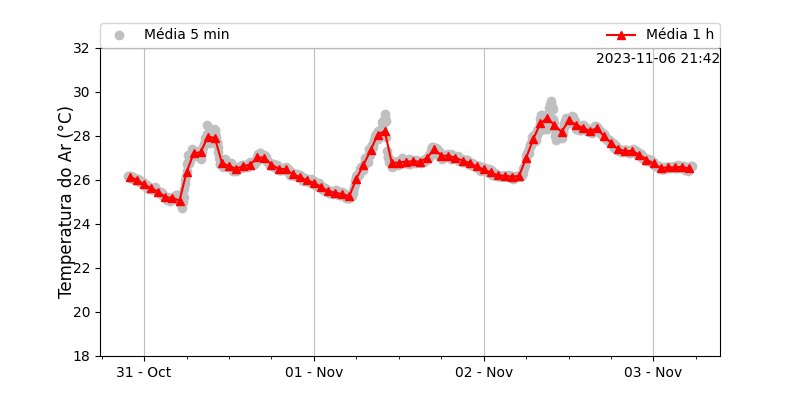 Média 5 min
Média 1 h
2023-11-06 21:42
Temperatura do Ar (°C)
32
30
28
26
24
22
20
18
31 - Oct
01 - Nov
02 - Nov
03 - Nov